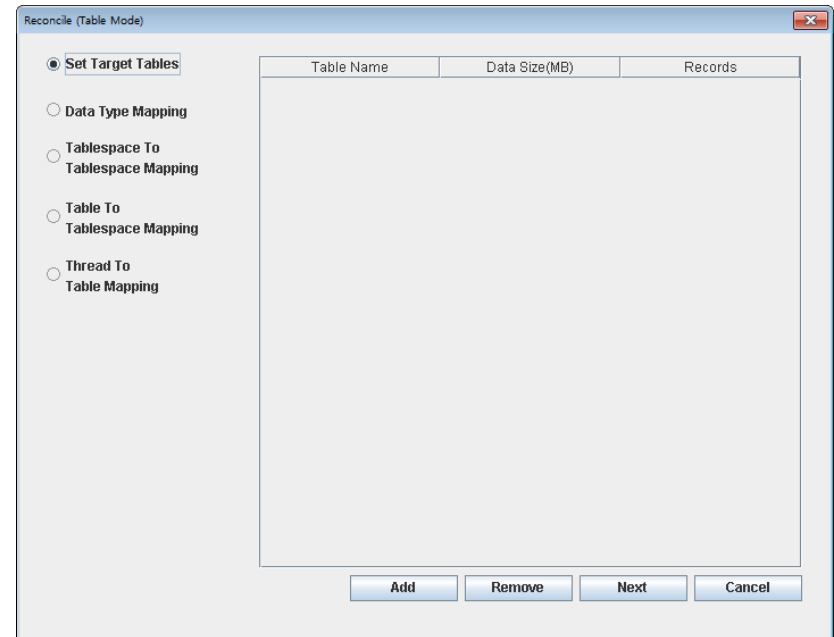 Reconcile (Table Mode)
Set Target Tables
Data Type Mapping
Tablespace To
Tablespace Mapping
Table To
Tablespace Mapping
Thread To
Table Mapping
Table Name Data Size(MB) Records
Add Remove Next Cancel